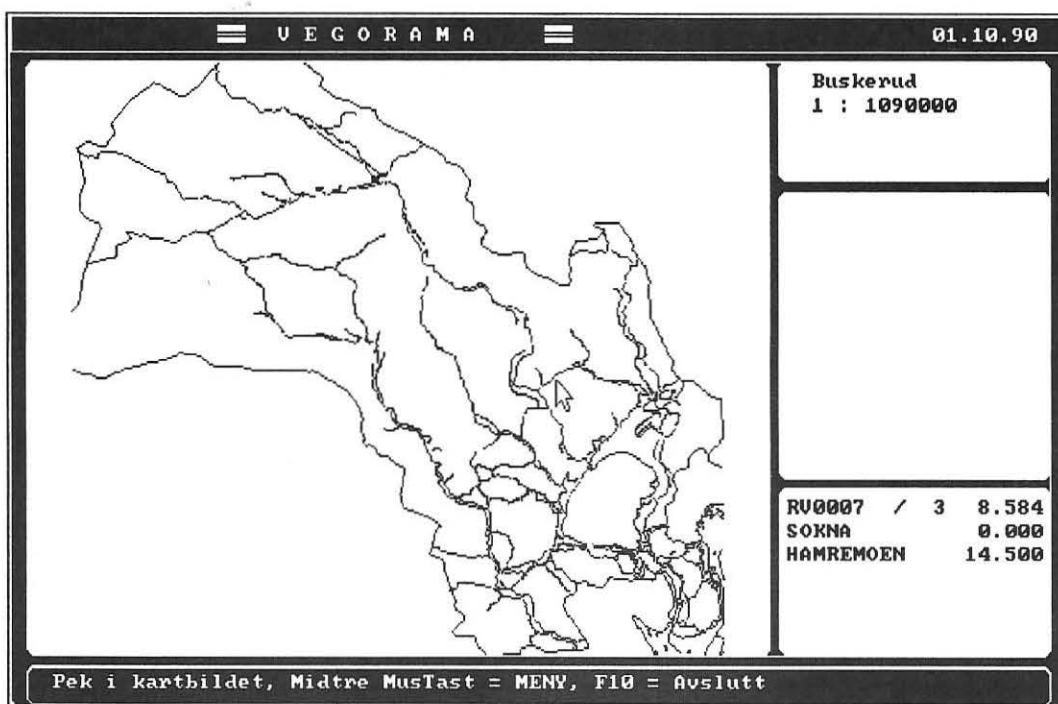 VEGORAMA 01.10.90
Buskerud
1 : 1090000
RV0007 / 3 8.584
SOKNA 0.000
HAMREMOEN 14.500
Pek i kartbildet, Midtre MusTast = MENY, F10 = Avslutt